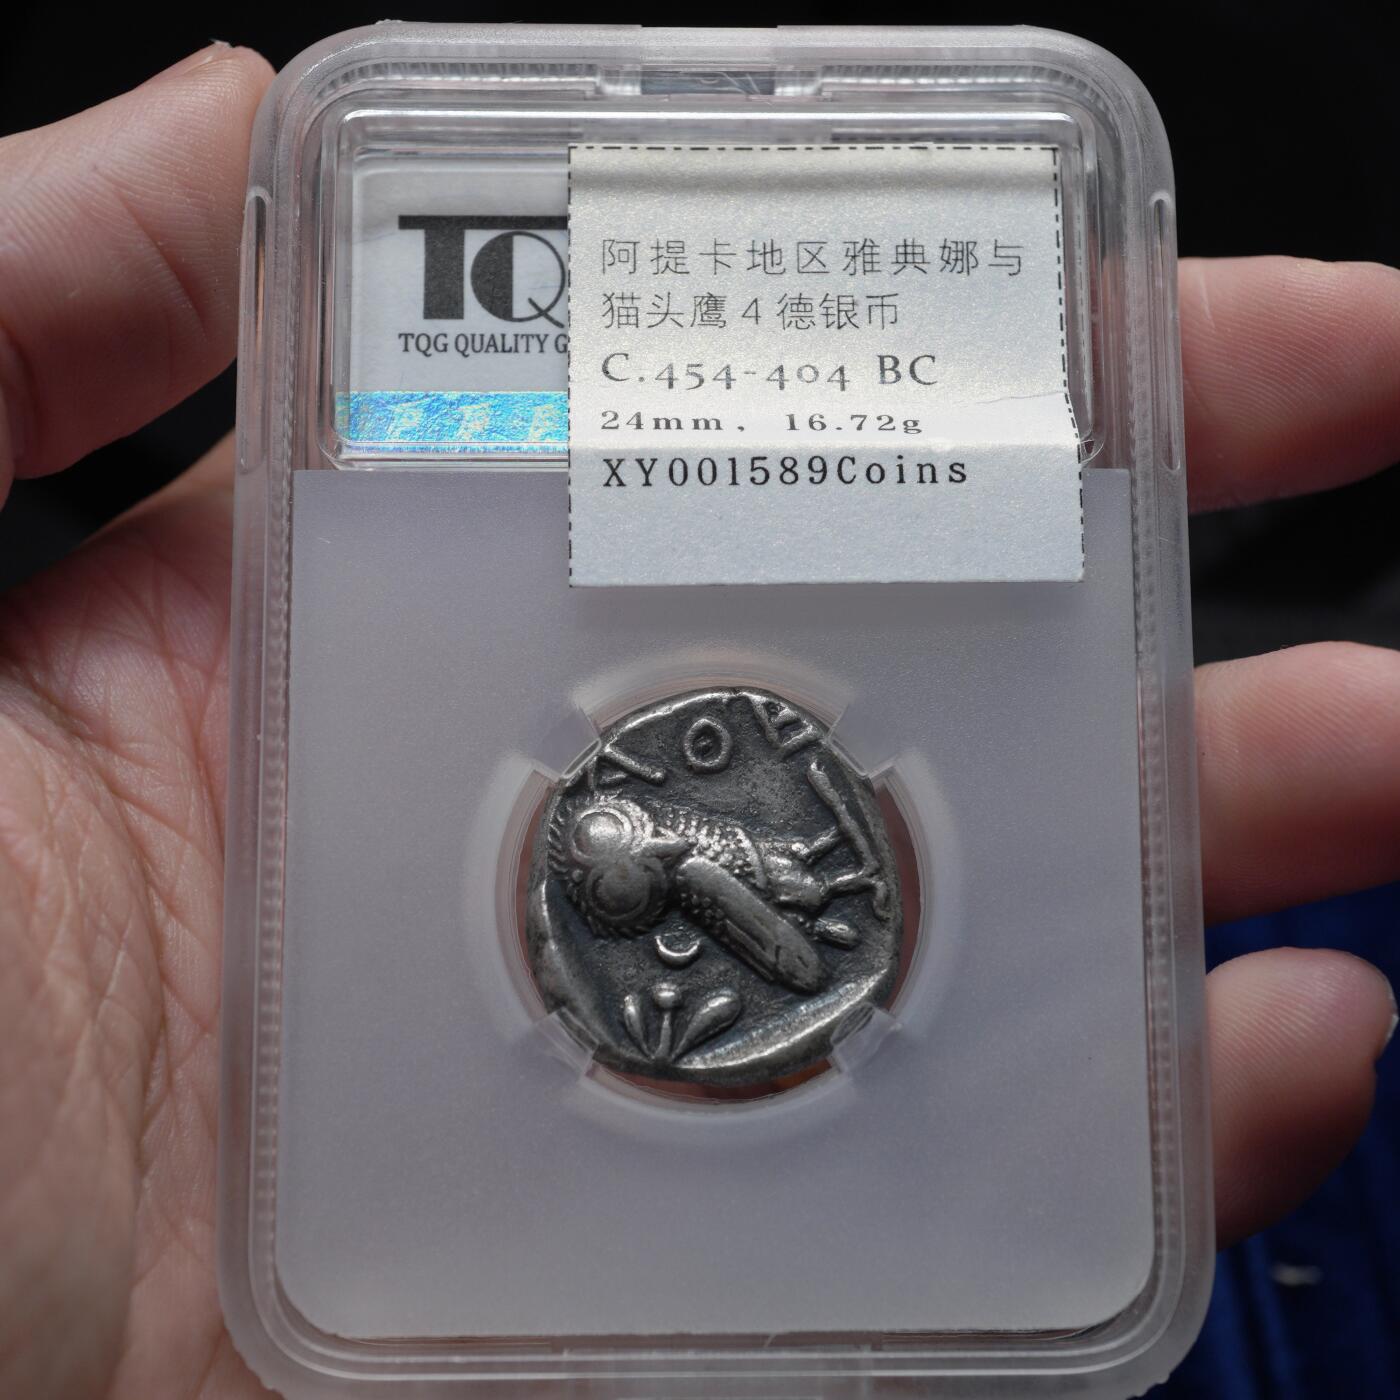 TQ
TQG QUALITY G
阿提卡地区雅典娜与
猫头鹰4德银币
C.454-404 BC
24mm, 16.72g
XY001589Coins
ΑΘΕ